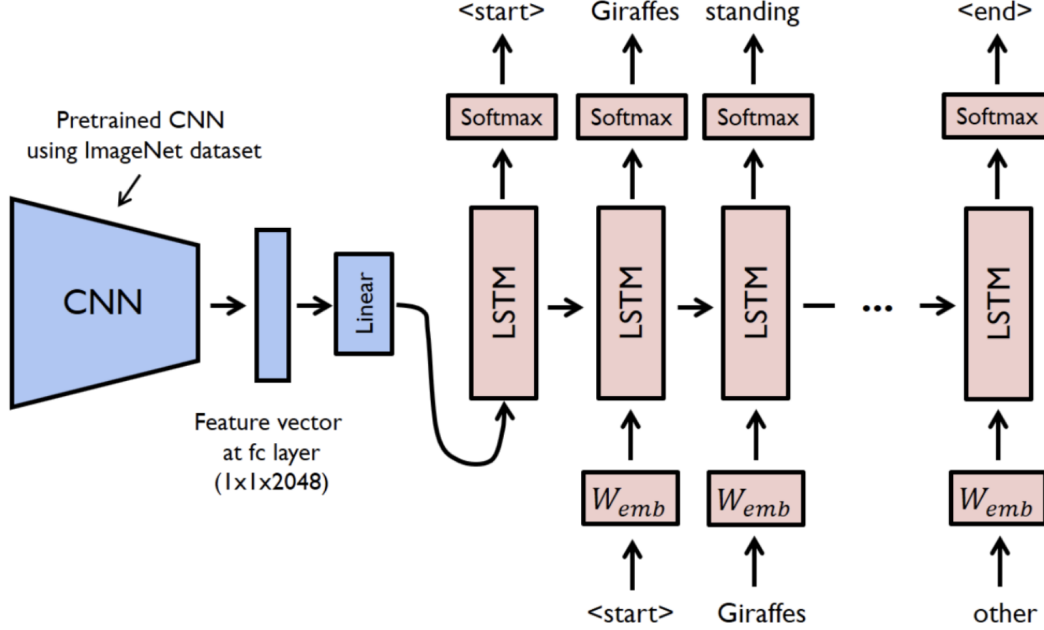 <start> Giraffes standing <end>
Softmax Softmax Softmax Softmax
Pretrained CNN
using ImageNet dataset
CNN
Linear
LSTM LSTM LSTM ... LSTM
Feature vector
at fc layer
(1x1x2048)
W_emb W_emb W_emb
<start> Giraffes other